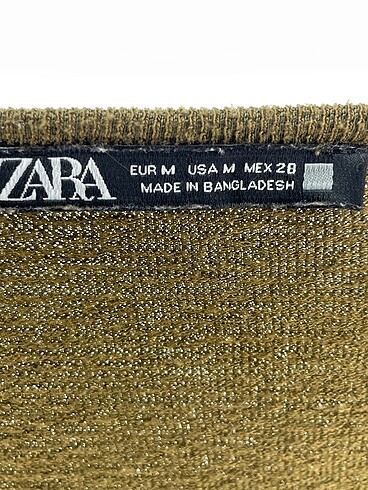 ZARA
EUR M USA M MEX 28
MADE IN BANGLADESH